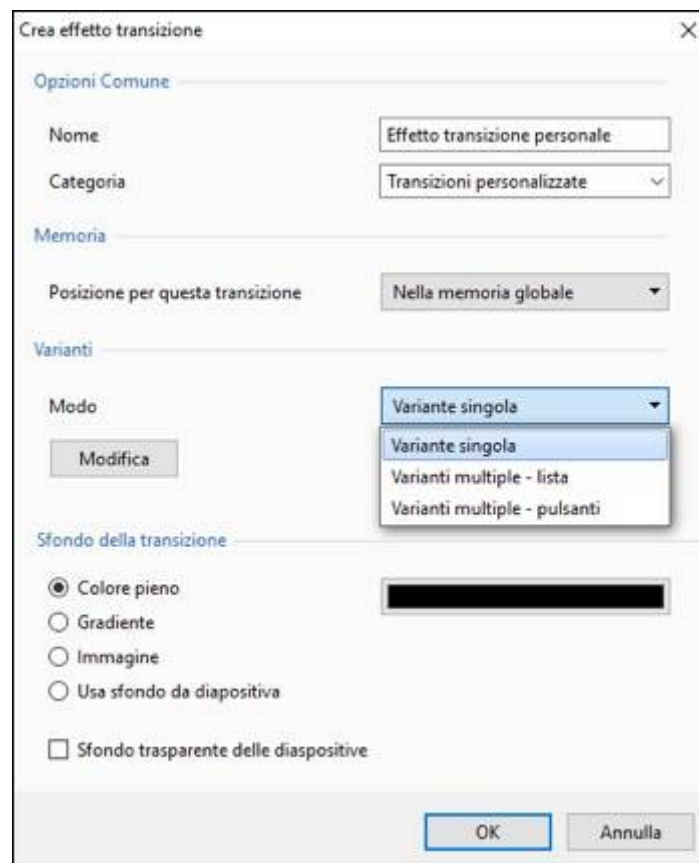 Crea effetto transizione
Opzioni Comune
Nome Effetto transizione personale
Categoria Transizioni personalizzate
Memoria
Posizione per questa transizione Nella memoria globale
Varianti
Modo Variante singola
Modifica Variante singola
Varianti multiple - lista
Varianti multiple - pulsanti
Sfondo della transizione
Colore pieno
Gradiente
Immagine
Usa sfondo da diapositiva
Sfondo trasparente delle diaspositive
OK Annulla